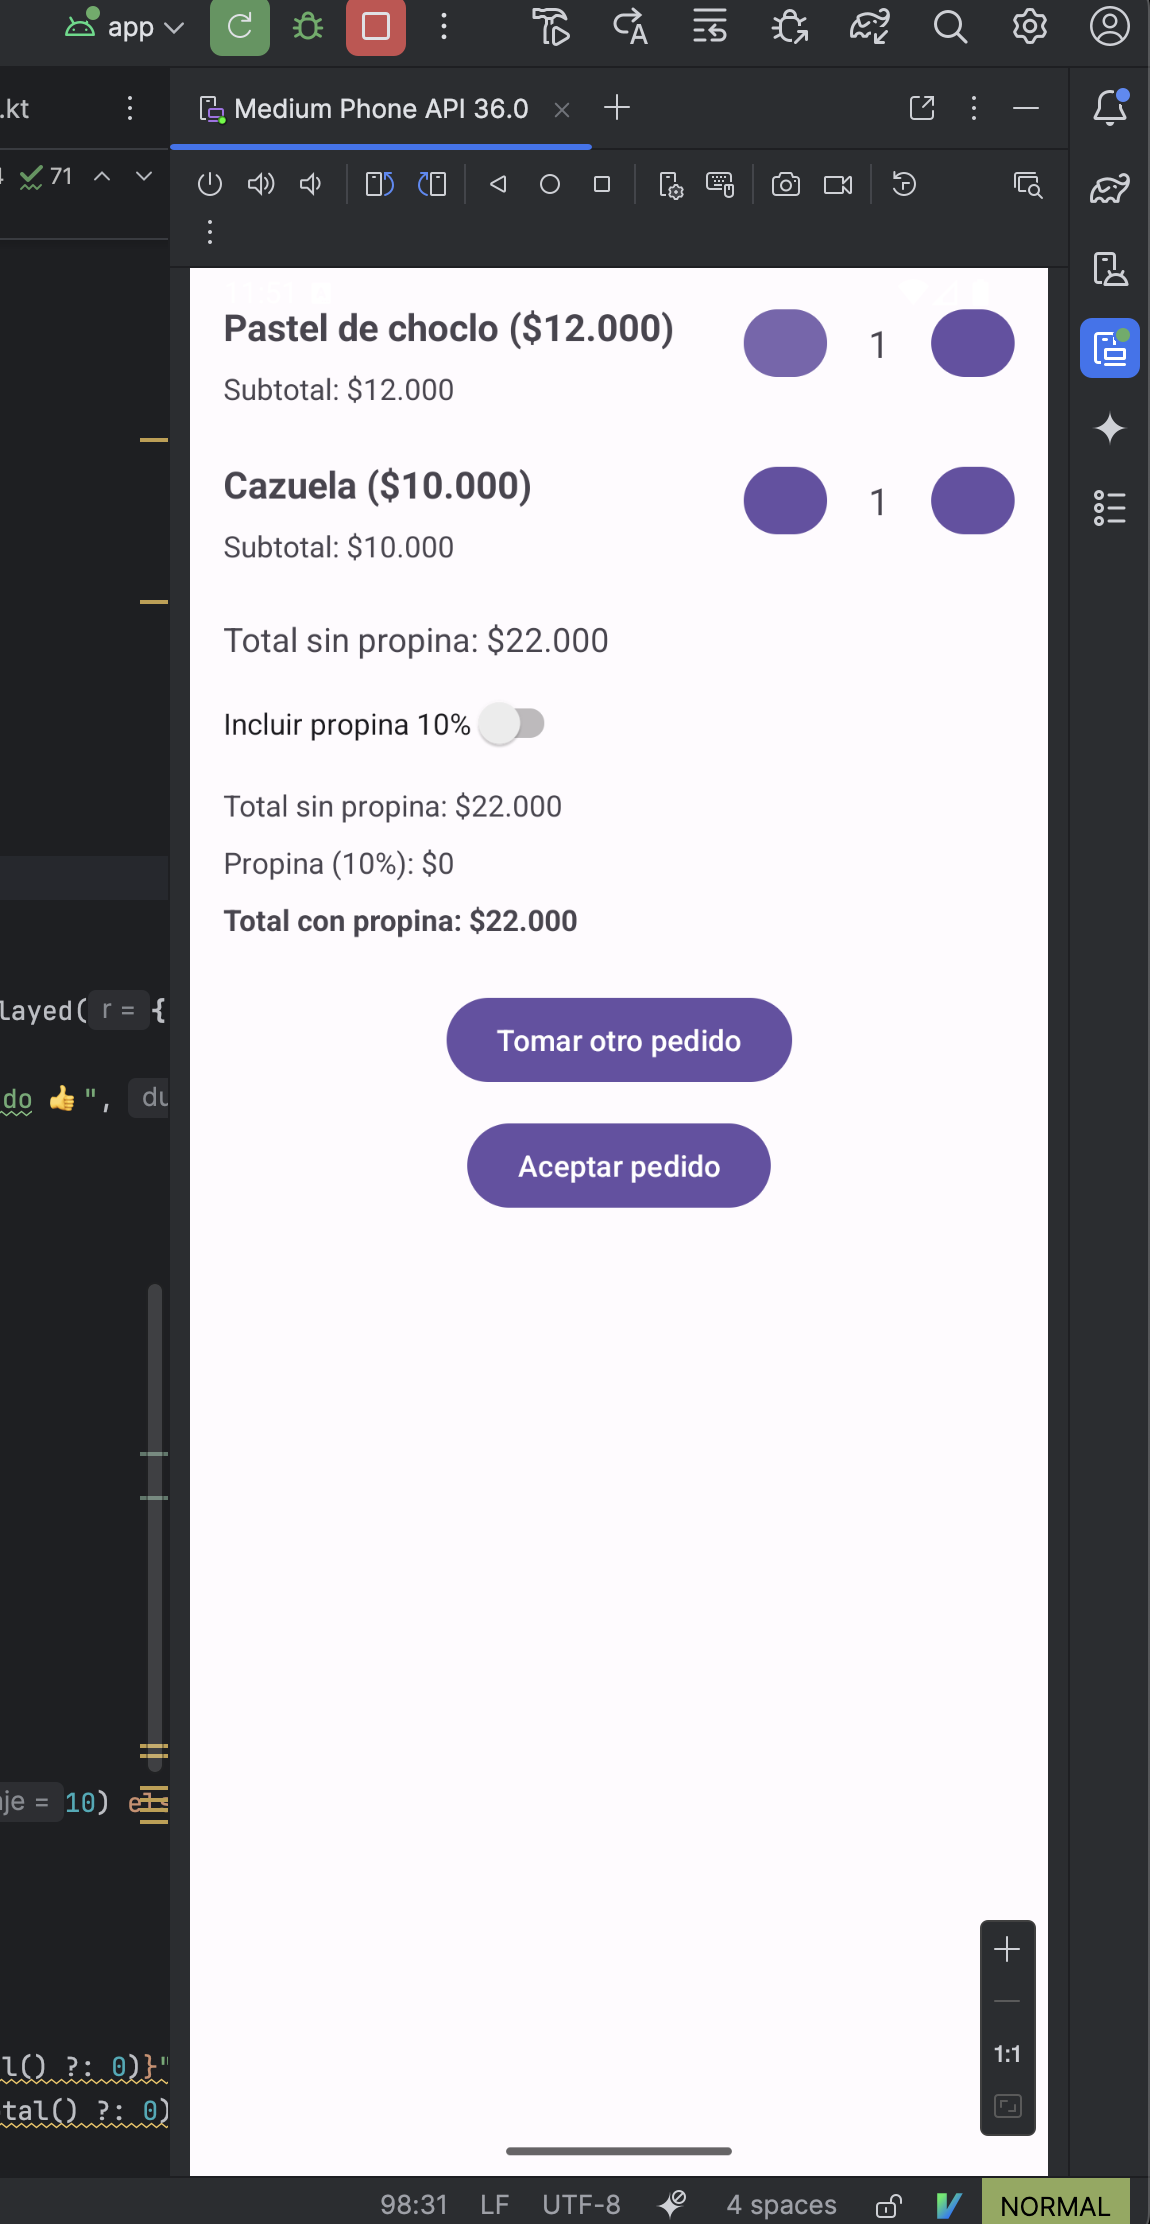 app
.kt
Medium Phone API 36.0
71
Pastel de choclo ($12.000)
1
Subtotal: $12.000
Cazuela ($10.000)
1
Subtotal: $10.000
Total sin propina: $22.000
Incluir propina 10%
Total sin propina: $22.000
Propina (10%): $0
Total con propina: $22.000
layed( r = {
Tomar otro pedido
do 👍 ", du
Aceptar pedido
je = 10) els
l() ?: 0)}"
1:1
tal() ?: 0)
98:31 LF UTF-8 4 spaces NORMAL